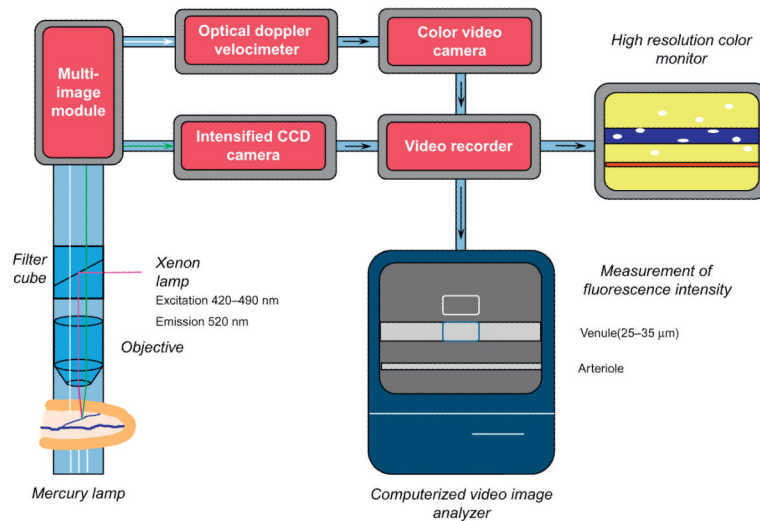 Optical doppler
velocimeter
Color video
camera
High resolution color
monitor
Multi-
image
module
Intensified CCD
camera
Video recorder
Filter
cube
Xenon
lamp
Excitation 420–490 nm
Emission 520 nm
Objective
Measurement of
fluorescence intensity
Venule(25–35 µm)
Arteriole
Mercury lamp
Computerized video image
analyzer